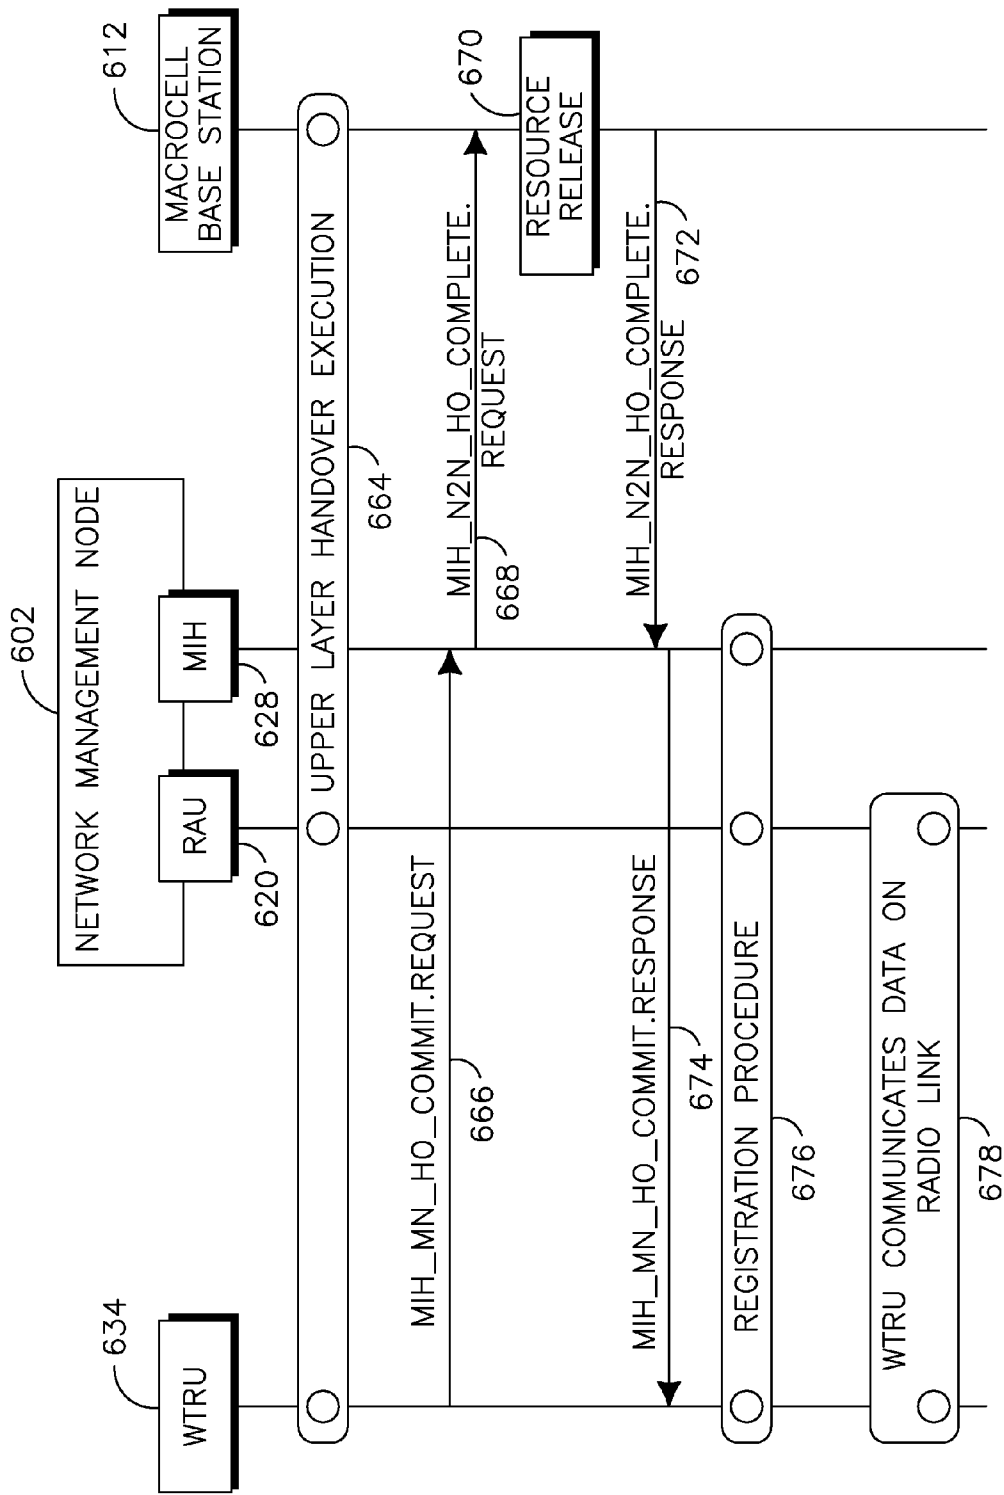 602
NETWORK MANAGEMENT NODE
634
WTRU
RAU
620
MIH
628
612
MACROCELL
BASE STATION
UPPER LAYER HANDOVER EXECUTION
664
MIH_MN_HO_COMMIT.REQUEST
666
MIH_N2N_HO_COMPLETE.
REQUEST
668
670
RESOURCE
RELEASE
MIH_N2N_HO_COMPLETE.
RESPONSE
672
MIH_MN_HO_COMMIT.RESPONSE
674
REGISTRATION PROCEDURE
676
WTRU COMMUNICATES DATA ON
RADIO LINK
678